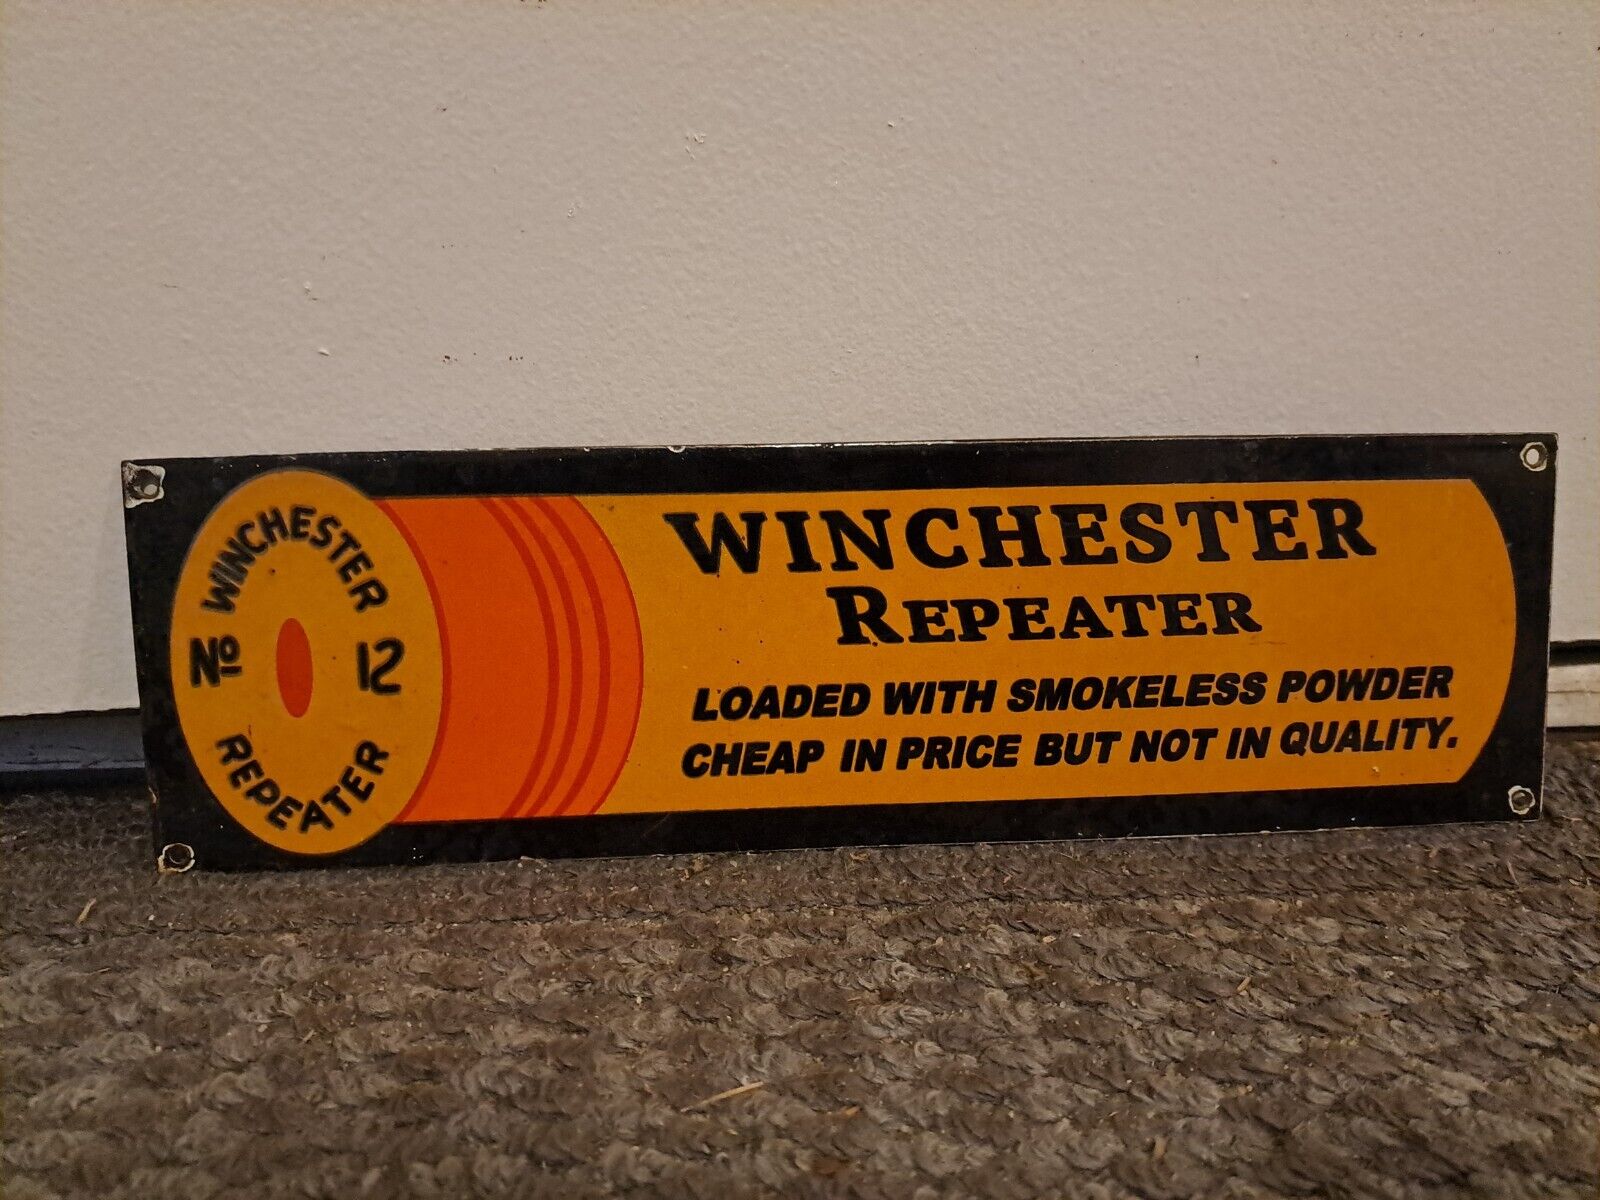 WINCHESTER
No 12
REPEATER
WINCHESTER
REPEATER
LOADED WITH SMOKELESS POWDER
CHEAP IN PRICE BUT NOT IN QUALITY.